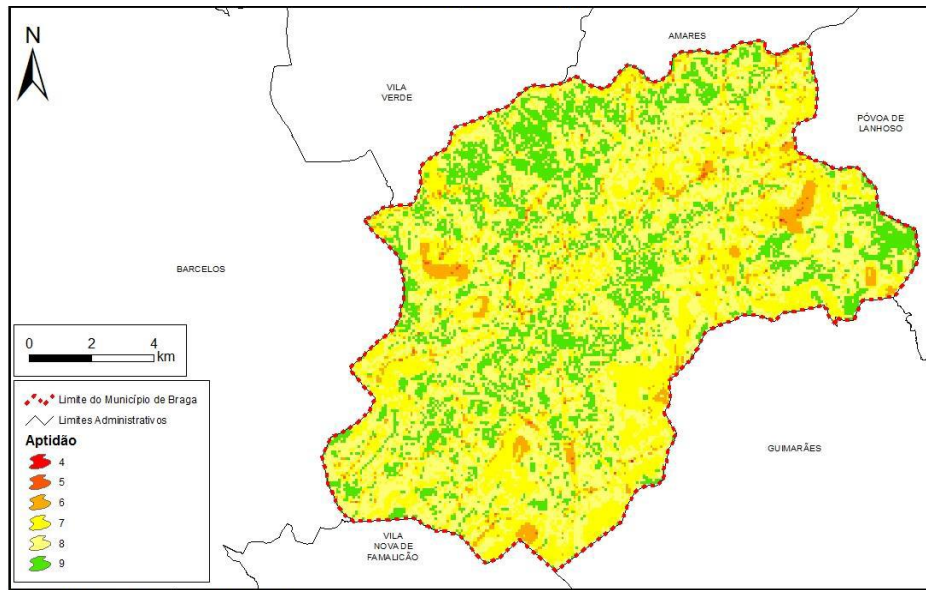 N
AMARES
VILA
VERDE
PÓVOA DE
LANHOSO
BARCELOS
0 2 4
km
Limite do Município de Braga
Limites Administrativos
Aptidão
4
5
6
7
8
9
GUIMARÃES
VILA
NOVA DE
FAMALICÃO